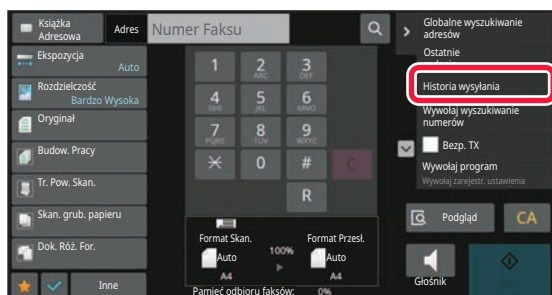 Książka
Adresowa
Adres
Numer Faksu
Ekspozycja
Auto
Rozdzielczość
Bardzo Wysoka
Oryginał
Budow. Pracy
Tr. Pow. Skan.
Skan. grub. papieru
Dok. Róż. For.
Inne
1
2
ABC
3
DEF
4
GHI
5
JKL
6
MNO
7
PQRS
8
TUV
9
WXYZ
0
#
C
R
Format Skan.
Auto
A4
100%
Format Przesł.
Auto
A4
Pamięć odbioru faksów: 0%
Globalne wyszukiwanie
adresów
Ostatnie
Historia wysyłania
Wywołaj wyszukiwanie
numerów
Bezp. TX
Wywołaj program
Wywołaj zarejestr. ustawienia
Podgląd
CA
Głośnik
Start